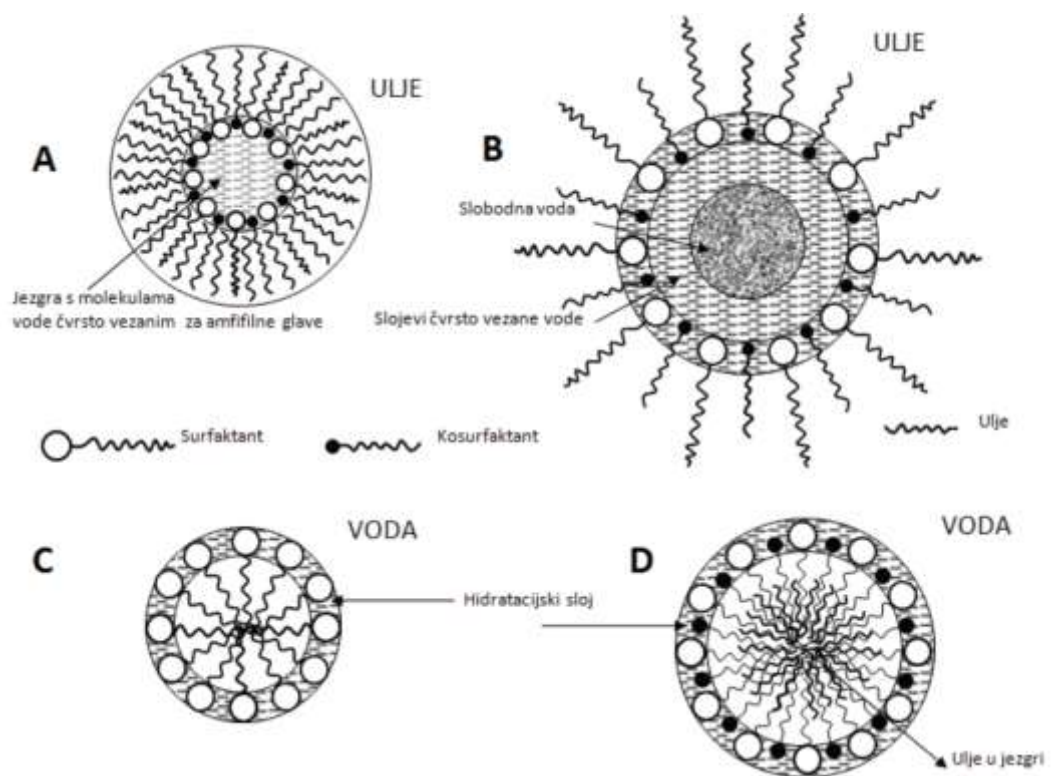 ULJE
A
Jezgra s molekulama
vode čvrsto vezanim za amfifilne glave
ULJE
B
Slobodna voda
Slojevi čvrsto vezane vode
Surfaktant
Kosurfaktant
Ulje
VODA
C
Hidratacijski sloj
VODA
D
Ulje u jezgri